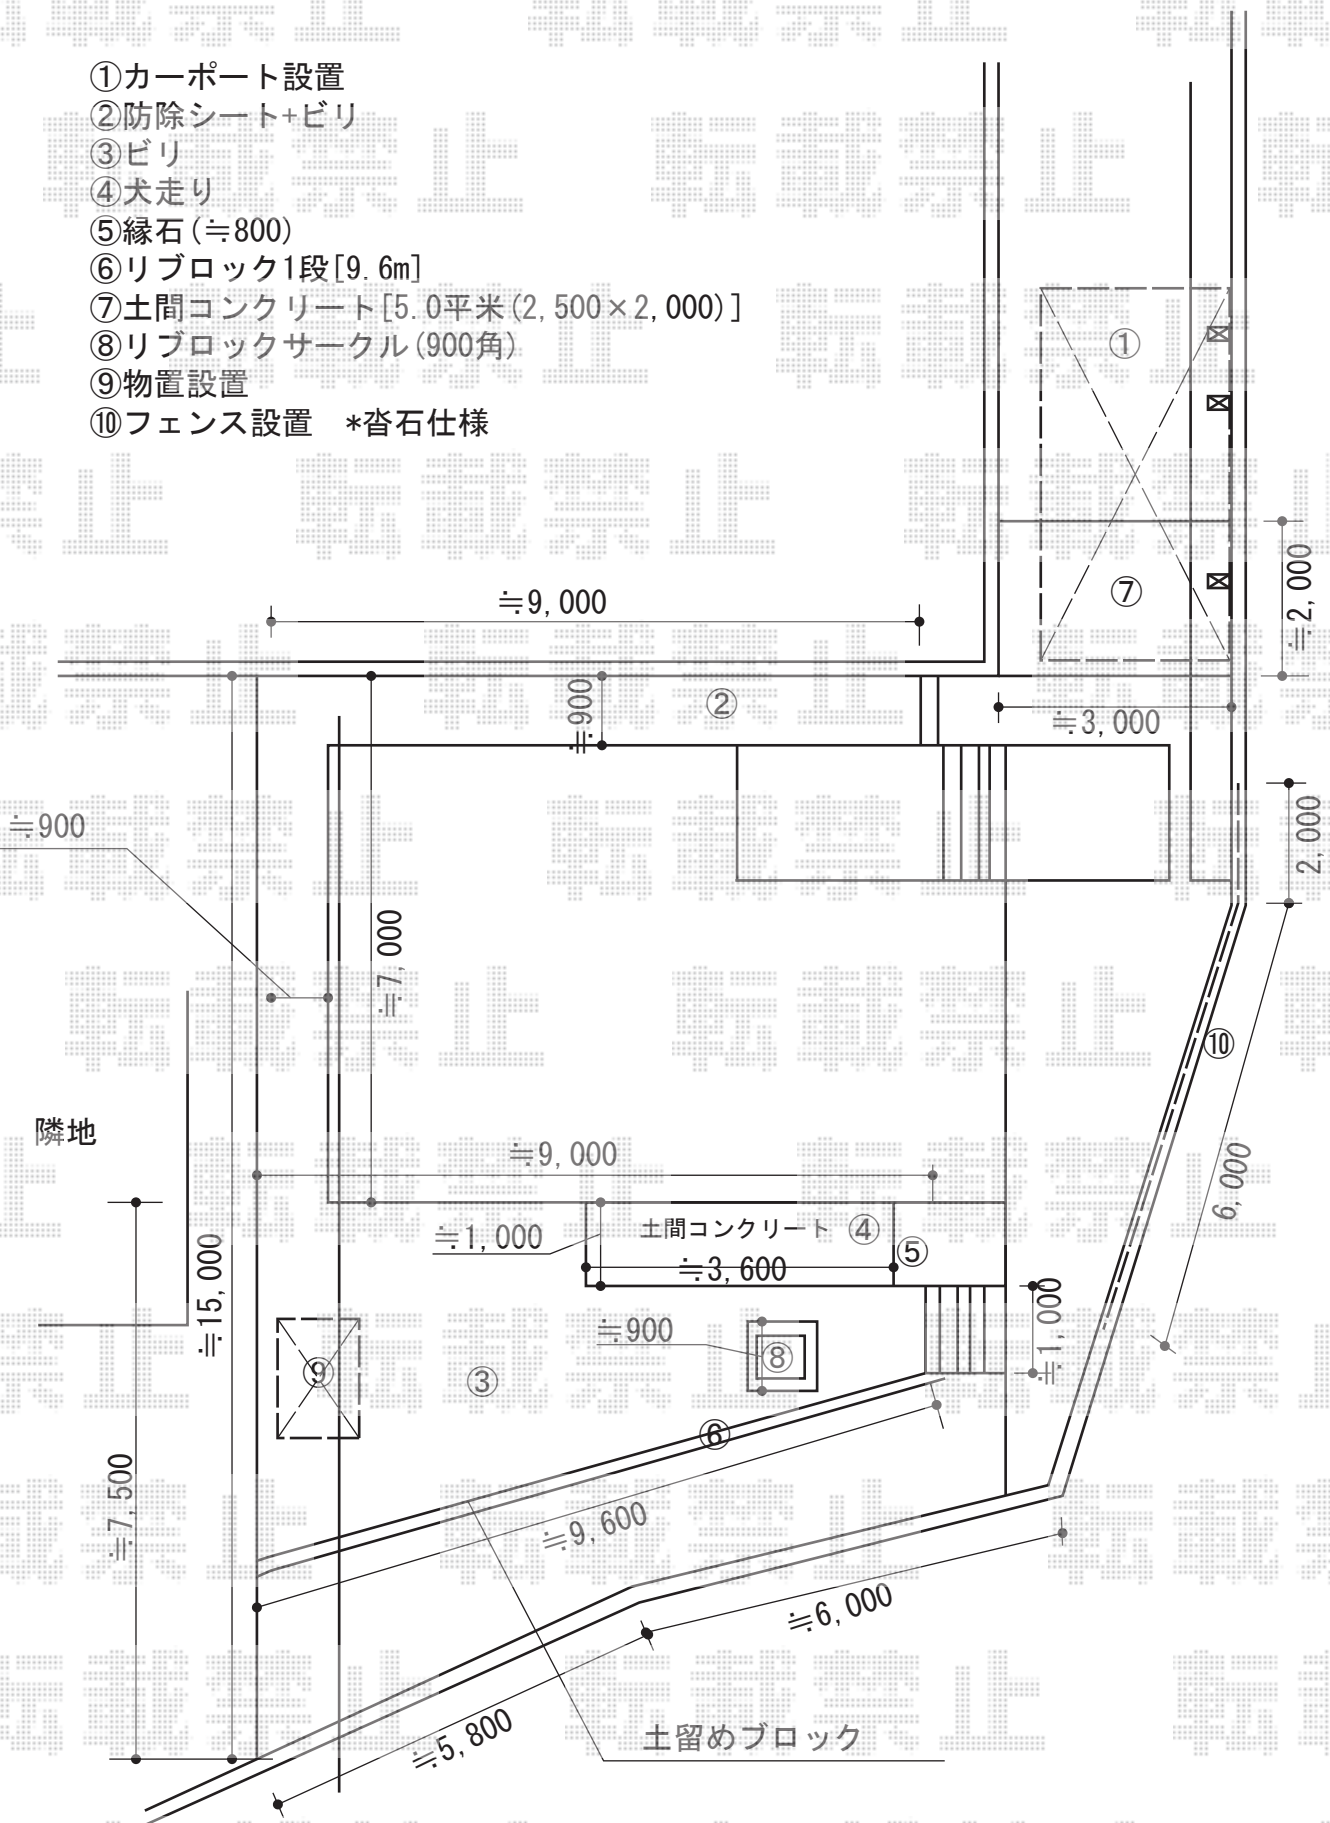 ①カーポート設置
②防除シート+ビリ
③ビリ
④犬走り
⑤縁石(≒800)
⑥リブロック1段[9.6m]
⑦土間コンクリート[5.0平米(2,500×2,000)]
⑧リブロックサークル(900角)
⑨物置設置
⑩フェンス設置　*沓石仕様
①
⑦
≒2,000
≒9,000
≒900
②
≒3,000
2,000
≒900
≒7,000
⑩
隣地
≒9,000
6,000
≒1,000
土間コンクリート
④
⑤
≒3,600
≒15,000
≒1,000
≒900
⑧
⑨
③
⑥
≒7,500
≒9,600
≒6,000
≒5,800
土留めブロック
転載禁止